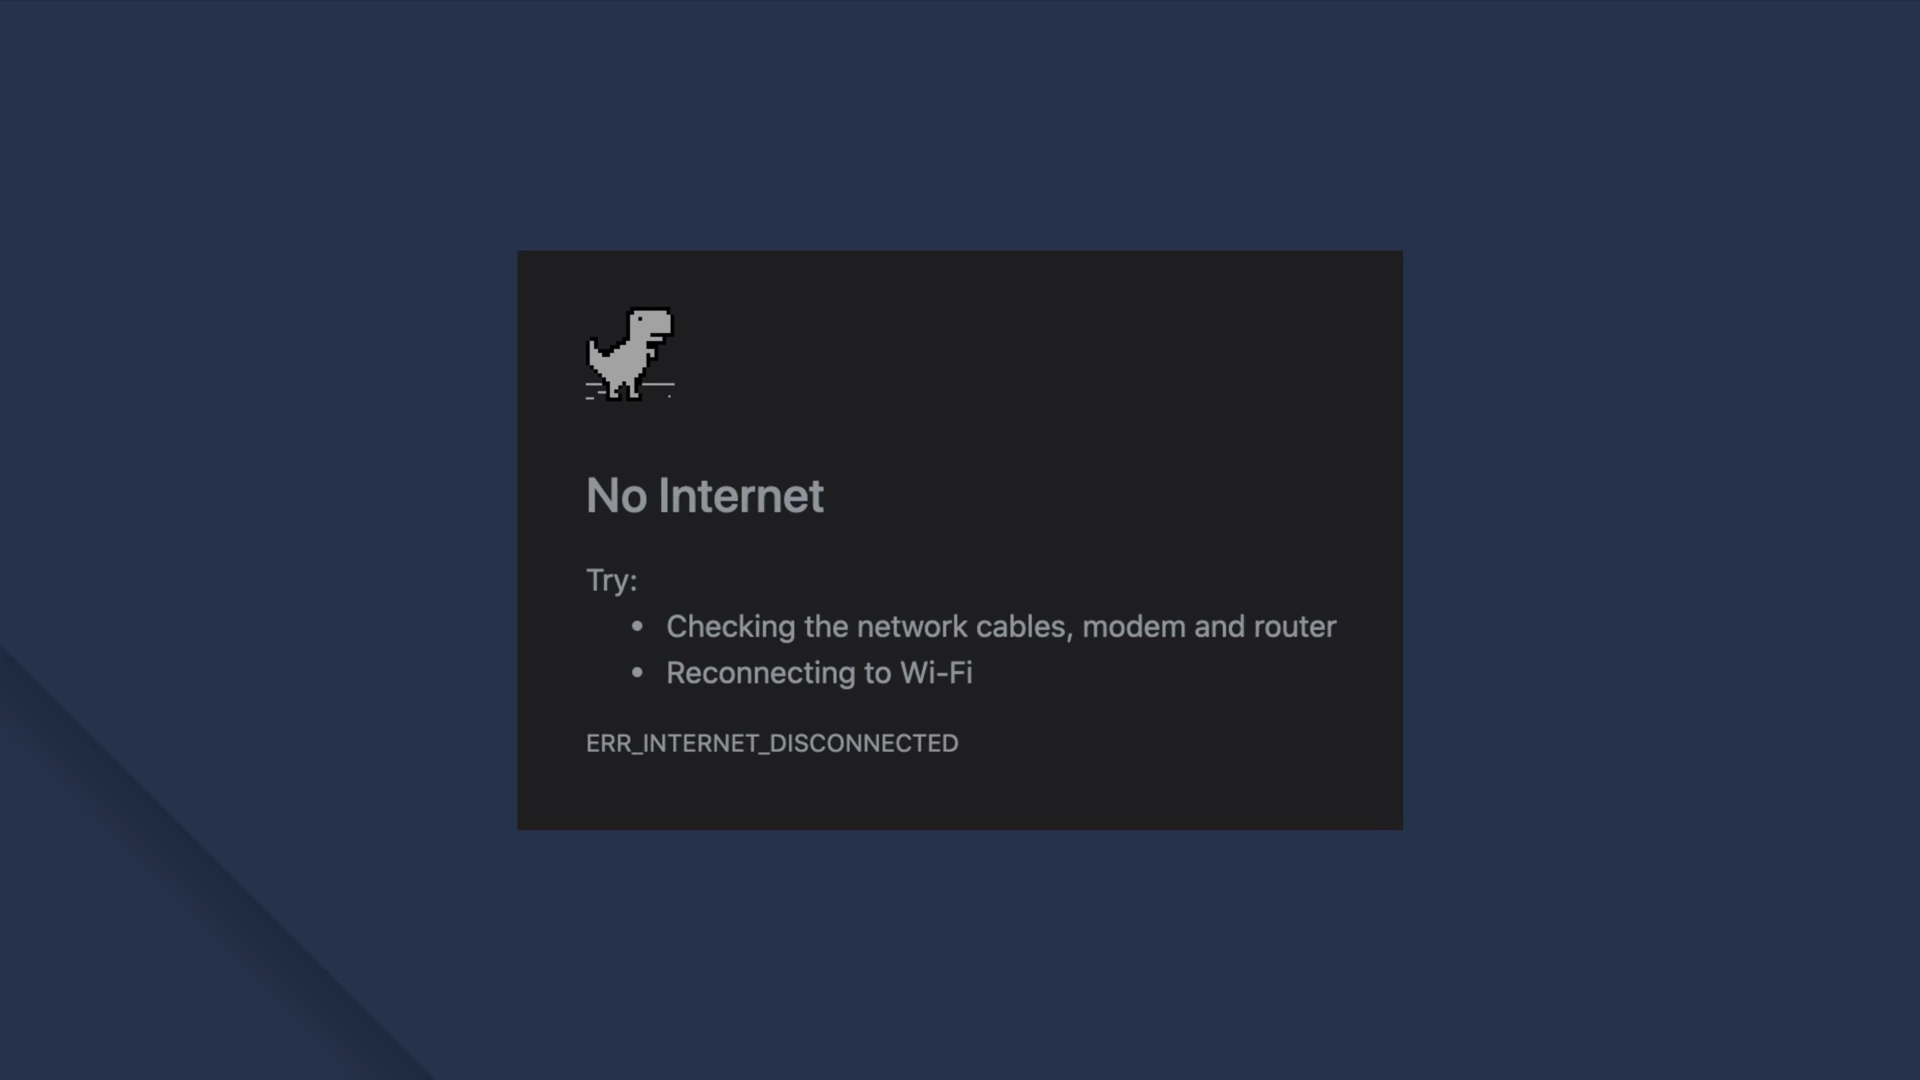 No Internet
Try:
• Checking the network cables, modem and router
• Reconnecting to Wi-Fi
ERR_INTERNET_DISCONNECTED